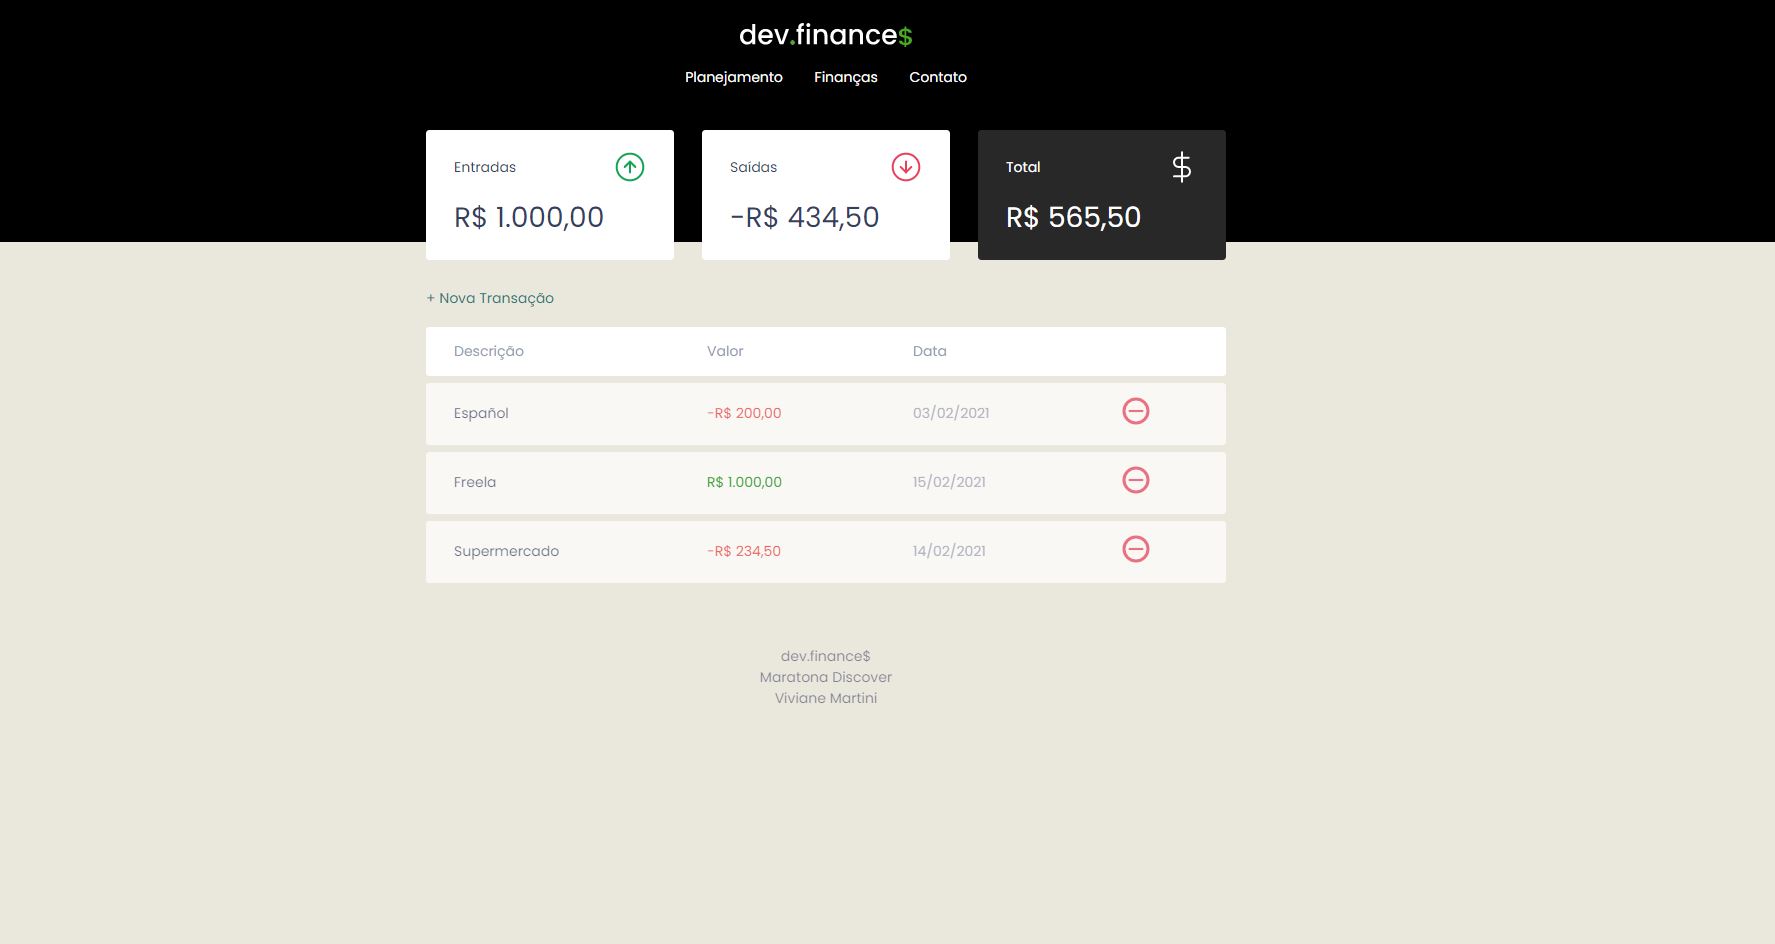 dev.finance$
Planejamento Finanças Contato
Entradas
R$ 1.000,00
Saídas
-R$ 434,50
Total
$
R$ 565,50
+ Nova Transação
Descrição Valor Data
Español -R$ 200,00 03/02/2021
Freela R$ 1.000,00 15/02/2021
Supermercado -R$ 234,50 14/02/2021
dev.finance$
Maratona Discover
Viviane Martini